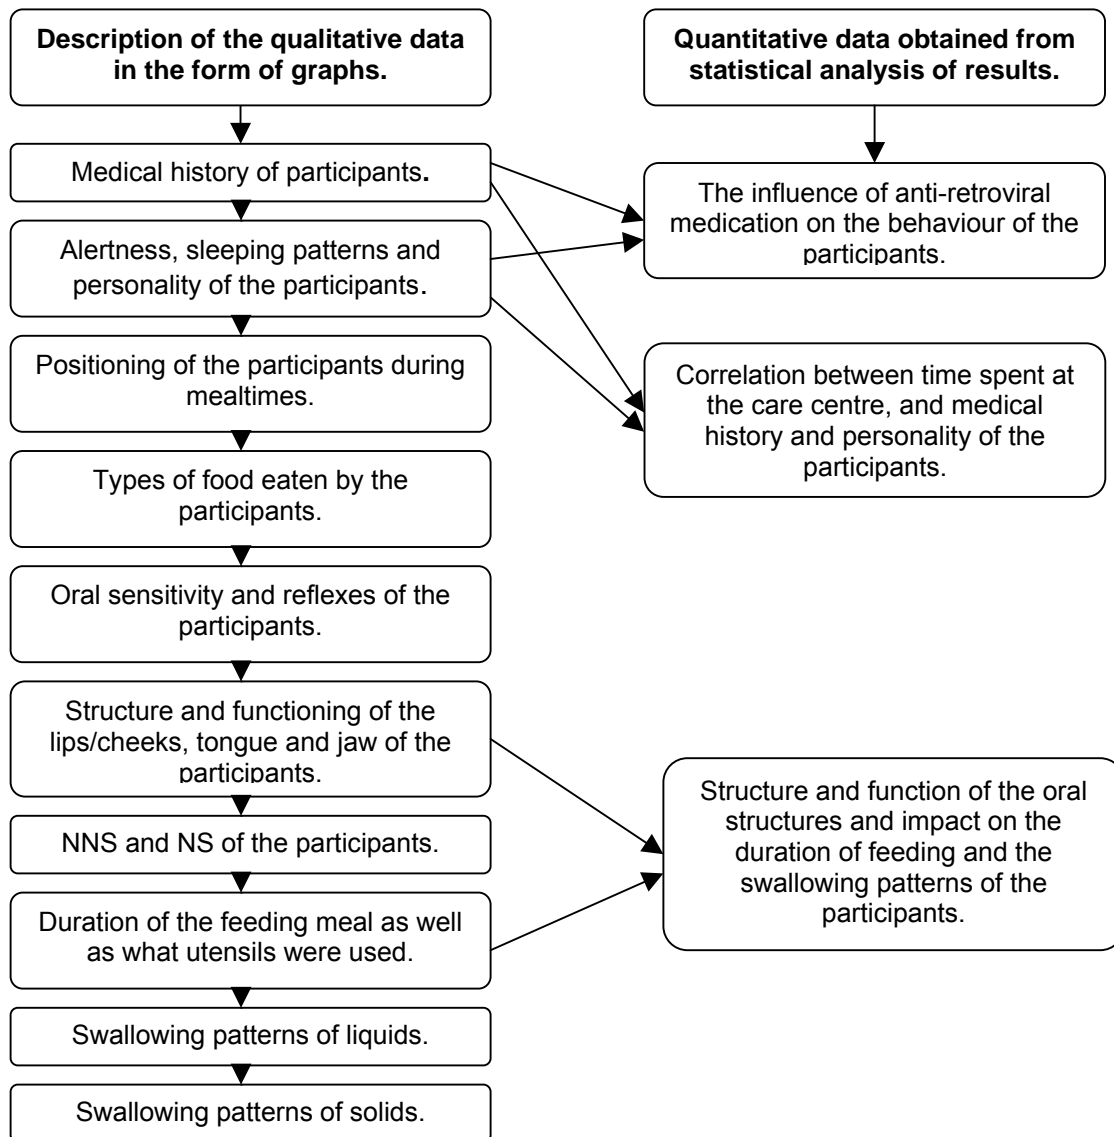 Description of the qualitative data
in the form of graphs.
Quantitative data obtained from
statistical analysis of results.
Medical history of participants.
The influence of anti-retroviral
medication on the behaviour of the
participants.
Alertness, sleeping patterns and
personality of the participants.
Positioning of the participants during
mealtimes.
Correlation between time spent at
the care centre, and medical
history and personality of the
participants.
Types of food eaten by the
participants.
Oral sensitivity and reflexes of the
participants.
Structure and functioning of the
lips/cheeks, tongue and jaw of the
participants.
NNS and NS of the participants.
Structure and function of the oral
structures and impact on the
duration of feeding and the
swallowing patterns of the
participants.
Duration of the feeding meal as well
as what utensils were used.
Swallowing patterns of liquids.
Swallowing patterns of solids.